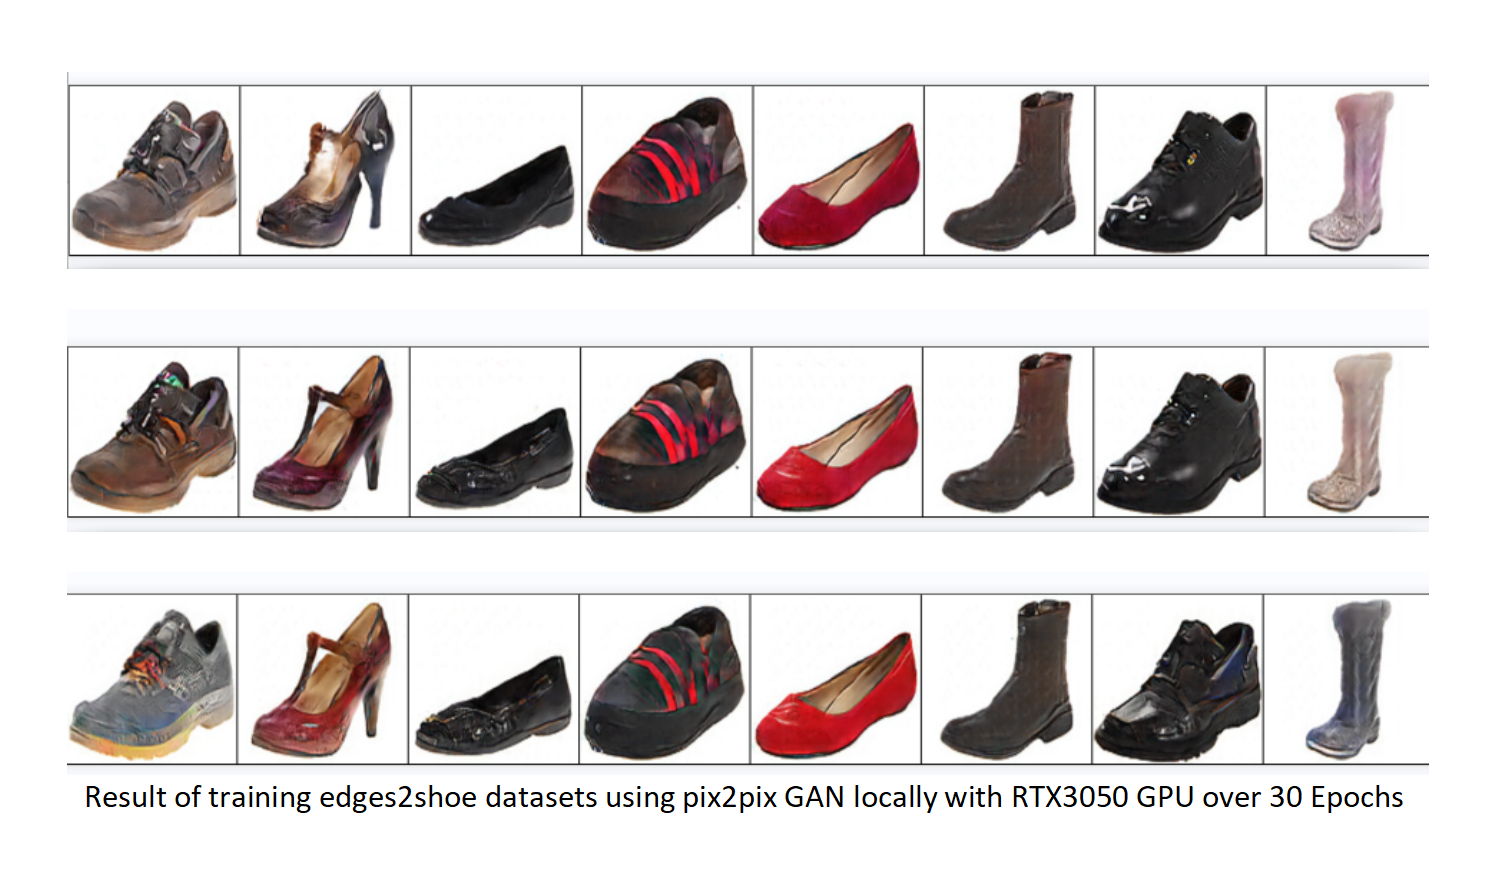 Result of training edges2shoe datasets using pix2pix GAN locally with RTX3050 GPU over 30 Epochs